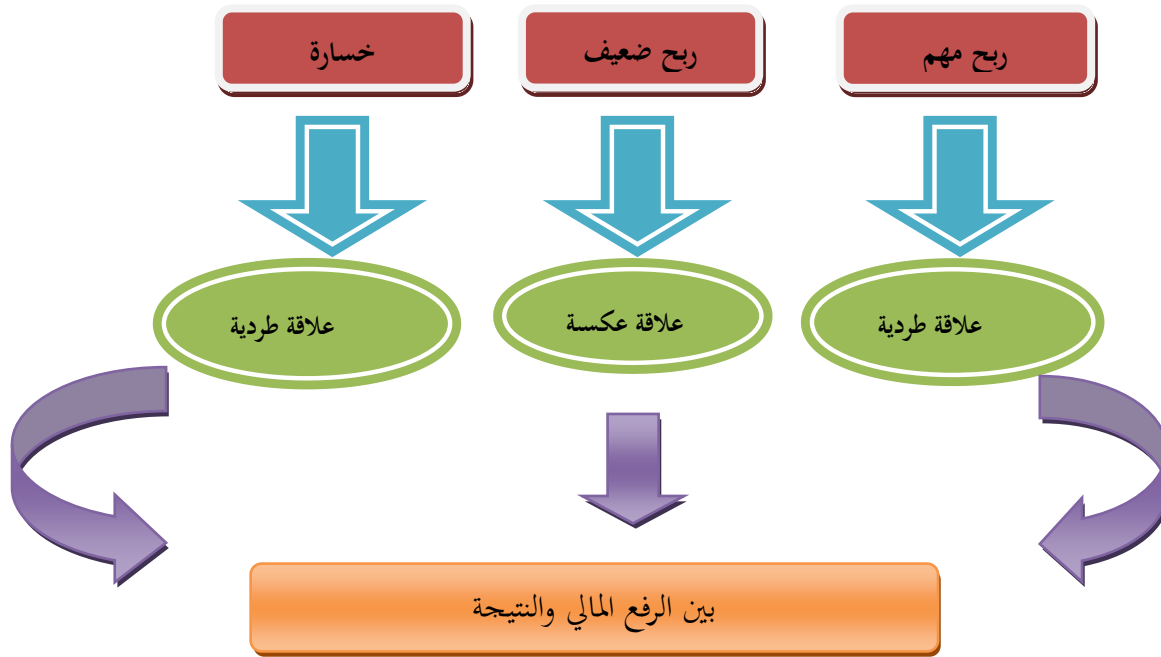 ربح مهم
ربح ضعيف
خسارة
علاقة طردية
علاقة عكسة
علاقة طردية
بين الرفع المالي والنتيجة